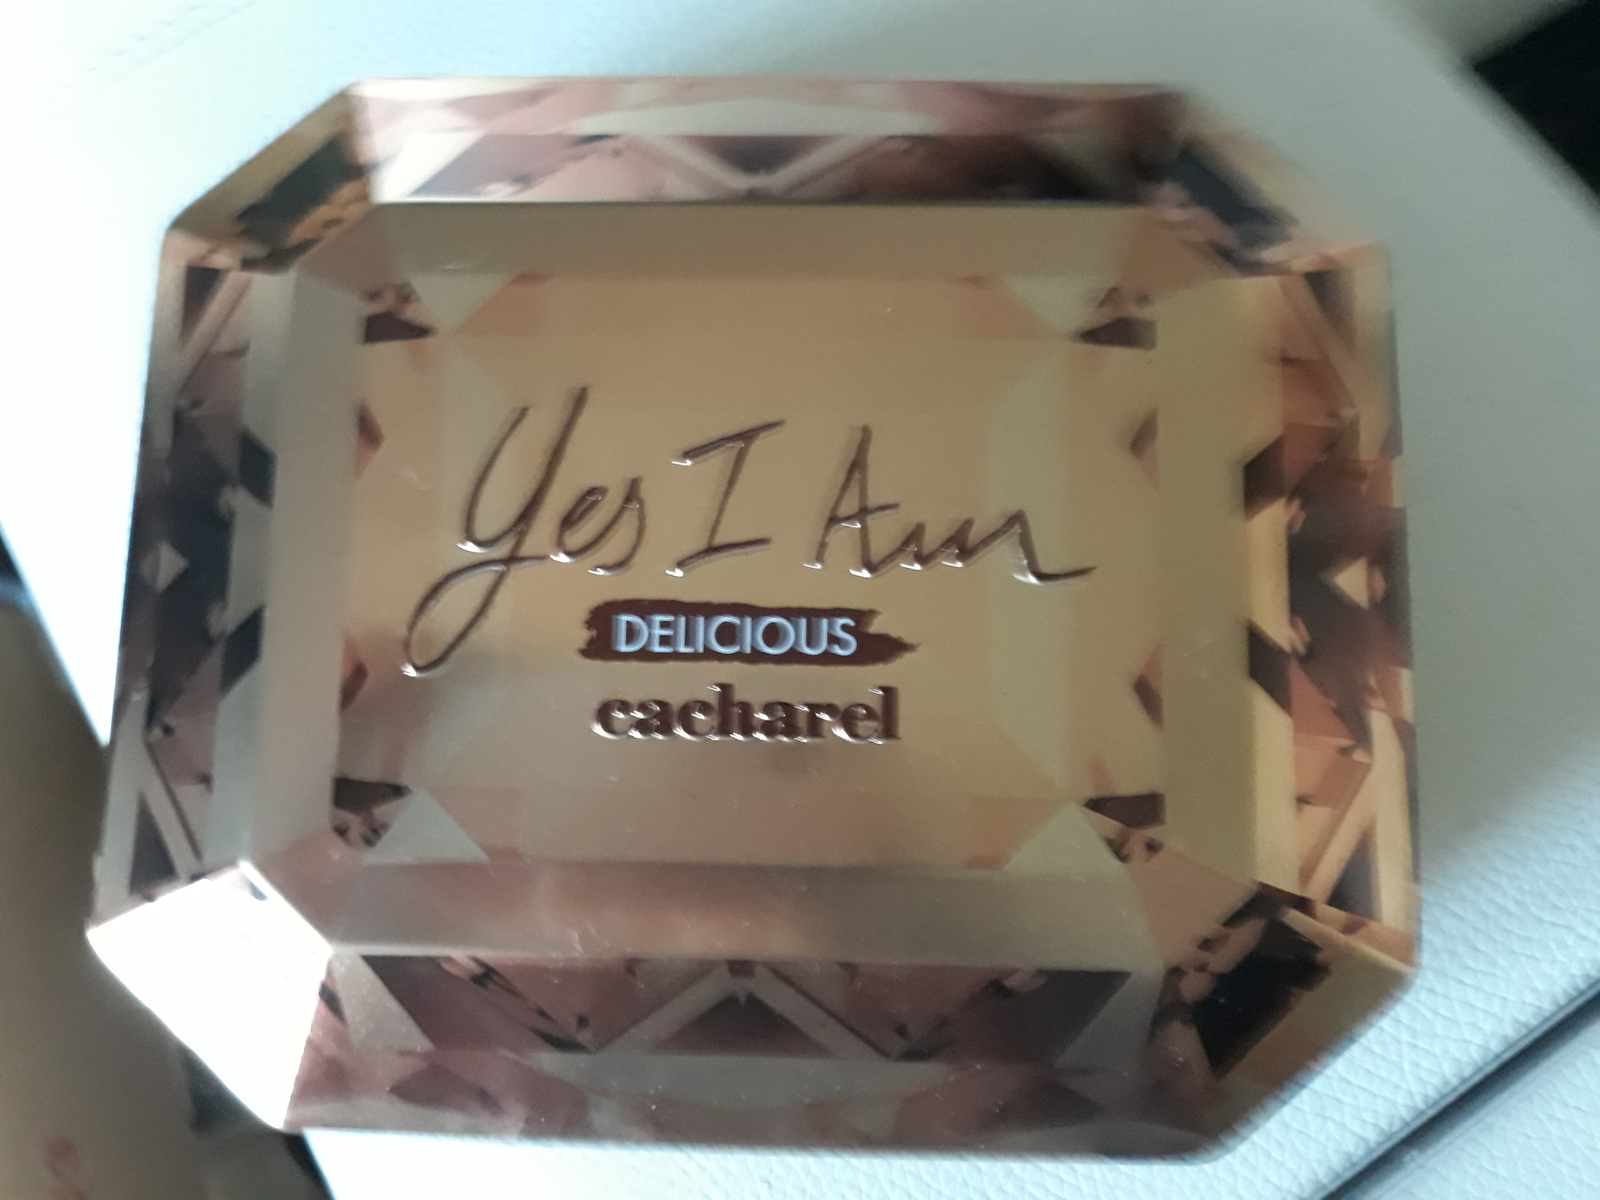 Yes I Am
DELICIOUS
cacharel